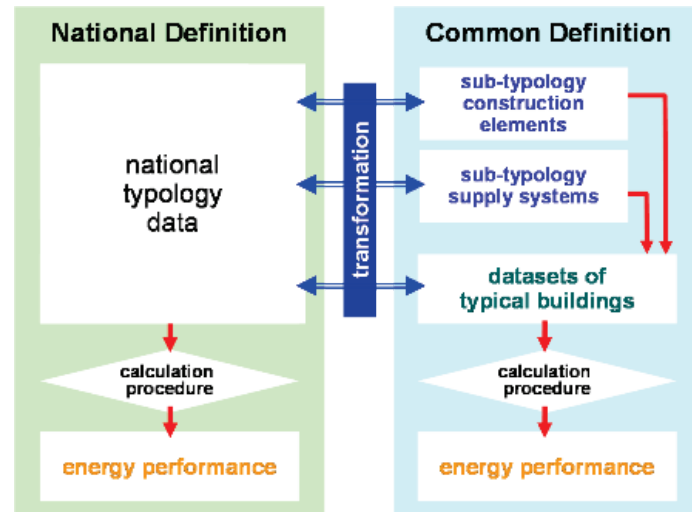 National Definition
national
typology
data
calculation
procedure
energy performance
transformation
Common Definition
sub-typology
construction
elements
sub-typology
supply systems
datasets of
typical buildings
calculation
procedure
energy performance